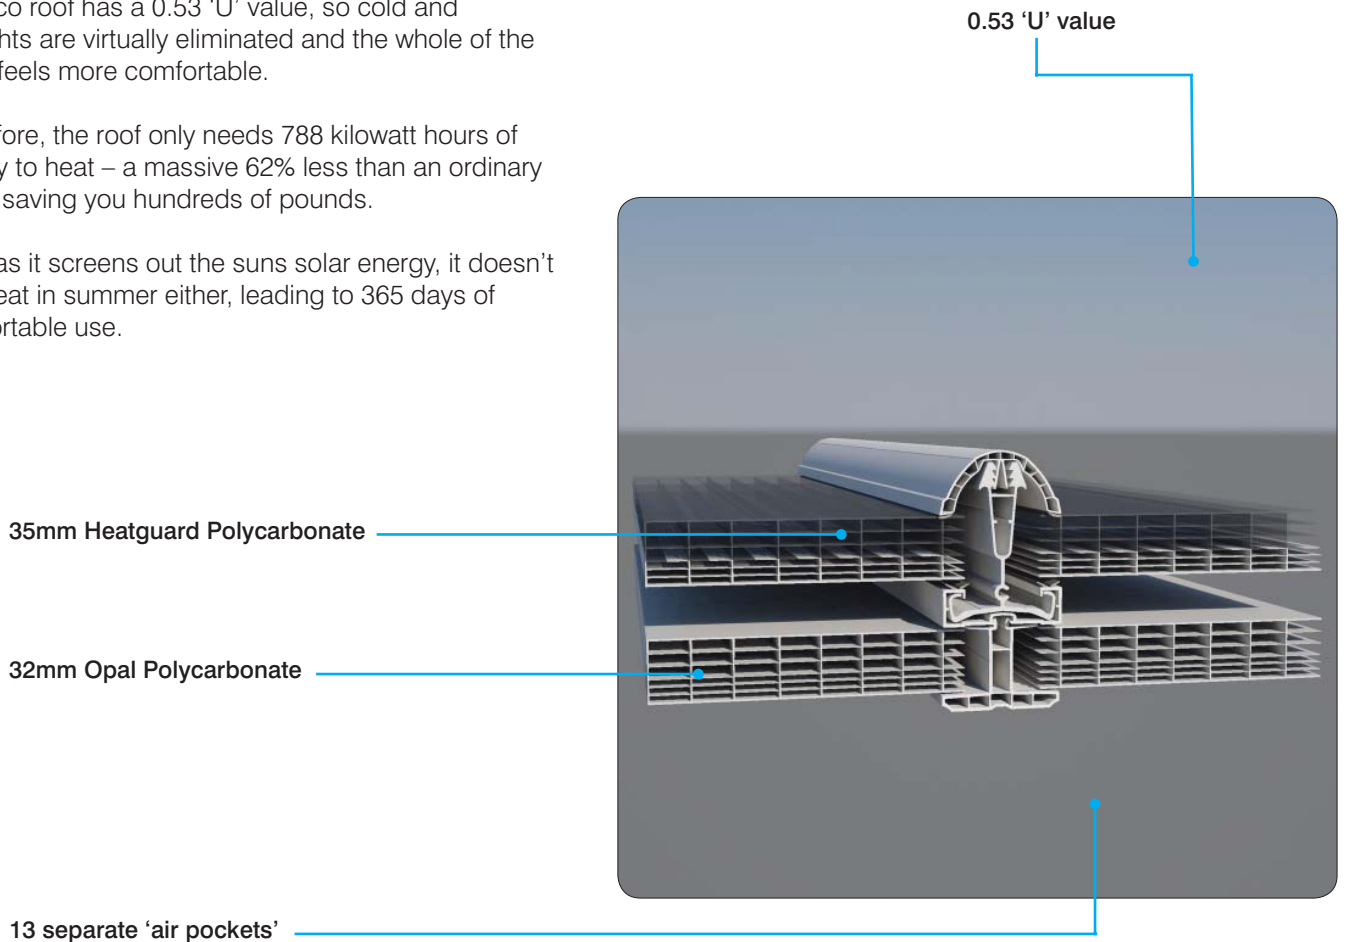 co roof has a 0.53 ‘U’ value, so cold and
hts are virtually eliminated and the whole of the
feels more comfortable.
fore, the roof only needs 788 kilowatt hours of
y to heat – a massive 62% less than an ordinary
saving you hundreds of pounds.
as it screens out the suns solar energy, it doesn’t
eat in summer either, leading to 365 days of
rtable use.
0.53 ‘U’ value
35mm Heatguard Polycarbonate
32mm Opal Polycarbonate
13 separate ‘air pockets’